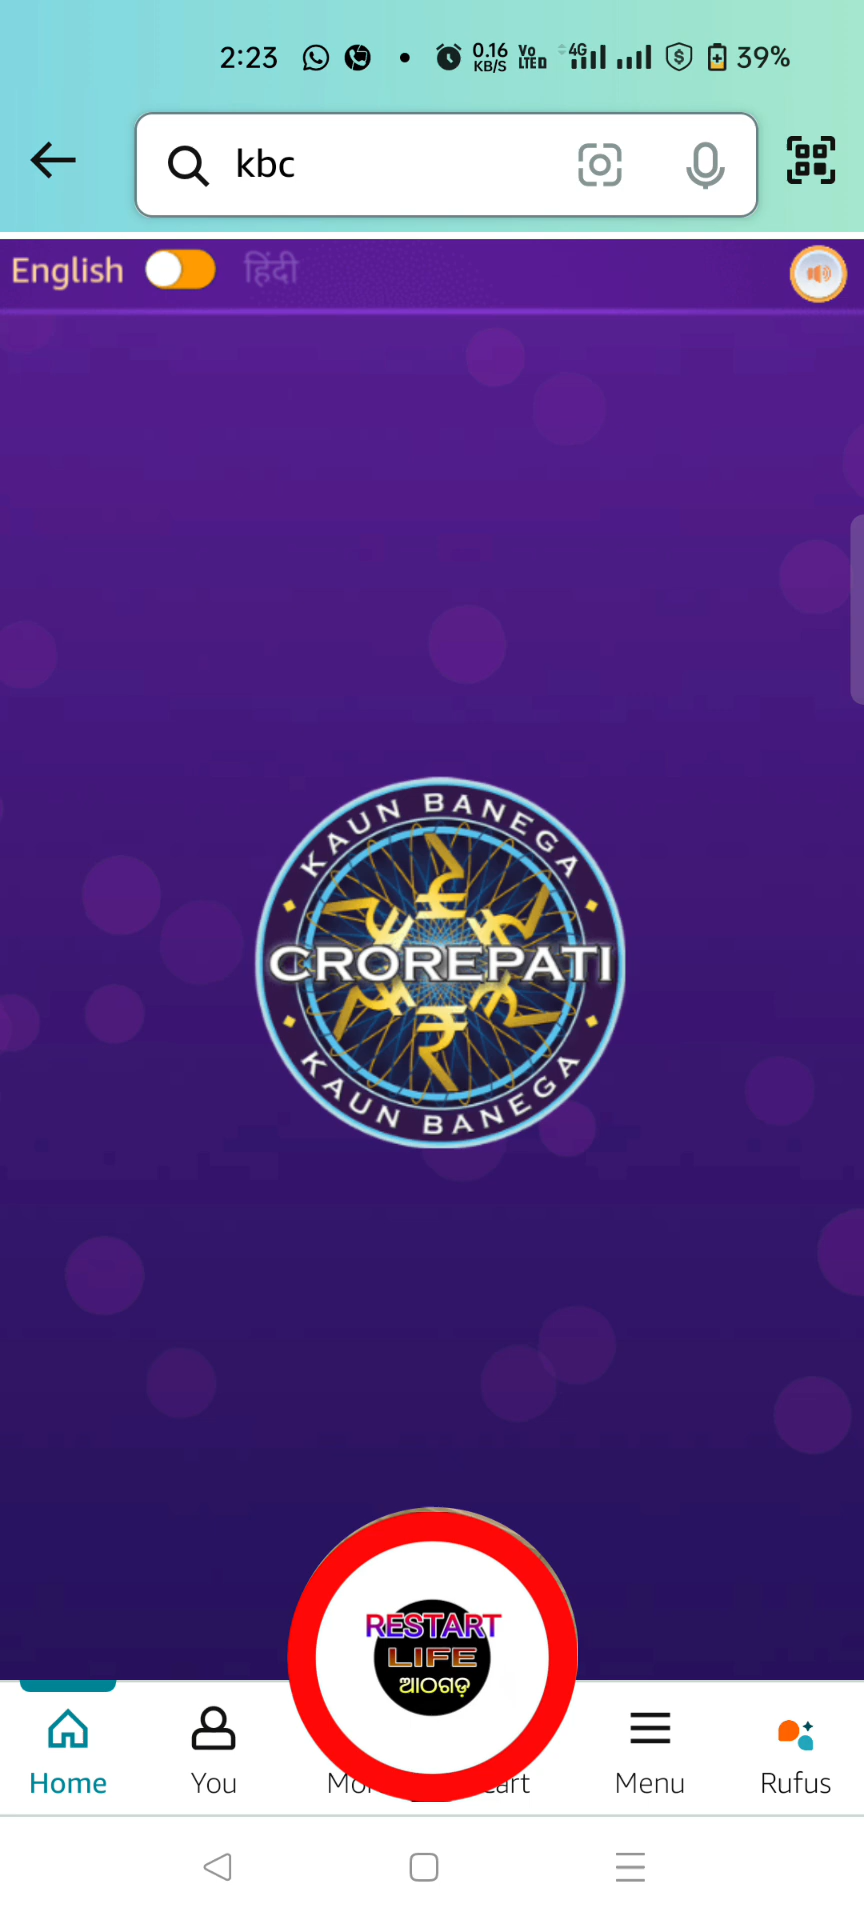 2:23 0.16 KB/S Vo LTED 4G 39%
kbc
English हिंदी
KAUN BANEGA
CROREPATI
KAUN BANEGA
RESTART
LIFE
ଆଠଗଡ଼
Home You Menu Rufus